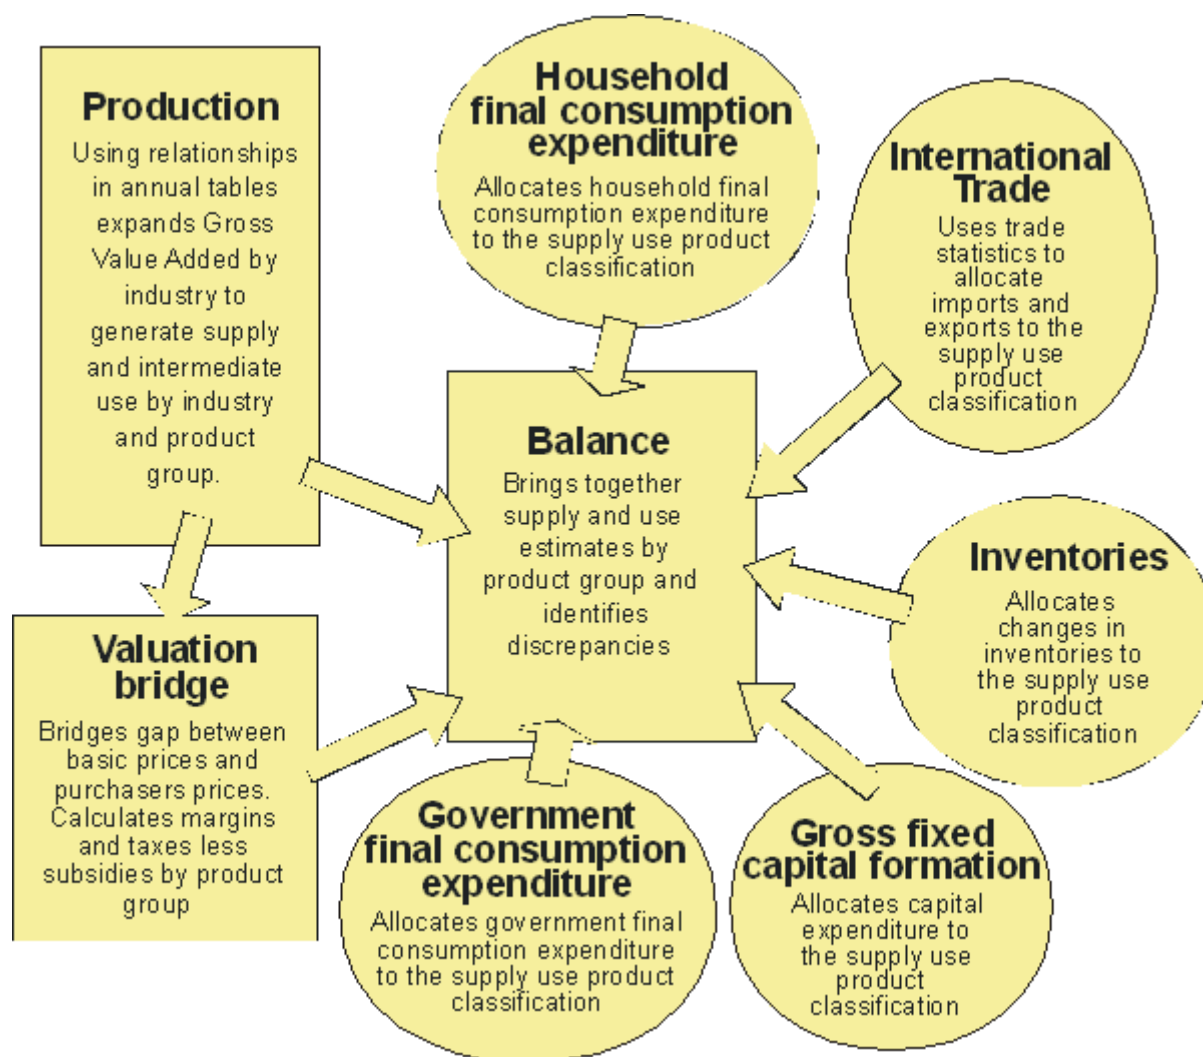 Production
Using relationships
in annual tables
expands Gross
Value Added by
industry to
generate supply
and intermediate
use by industry
and product
group.
Household
final consumption
expenditure
Allocates household final
consumption expenditure
to the supply use product
classification
International
Trade
Uses trade
statistics to
allocate
imports and
exports to the
supply use
product
classification
Balance
Brings together
supply and use
estimates by
product group and
identifies
discrepancies
Inventories
Allocates
changes in
inventories to
the supply use
product
classification
Valuation
bridge
Bridges gap between
basic prices and
purchasers prices.
Calculates margins
and taxes less
subsidies by product
group
Government
final consumption
expenditure
Allocates government final
consumption expenditure
to the supply use product
classification
Gross fixed
capital formation
Allocates capital
expenditure to
the supply use
product
classification